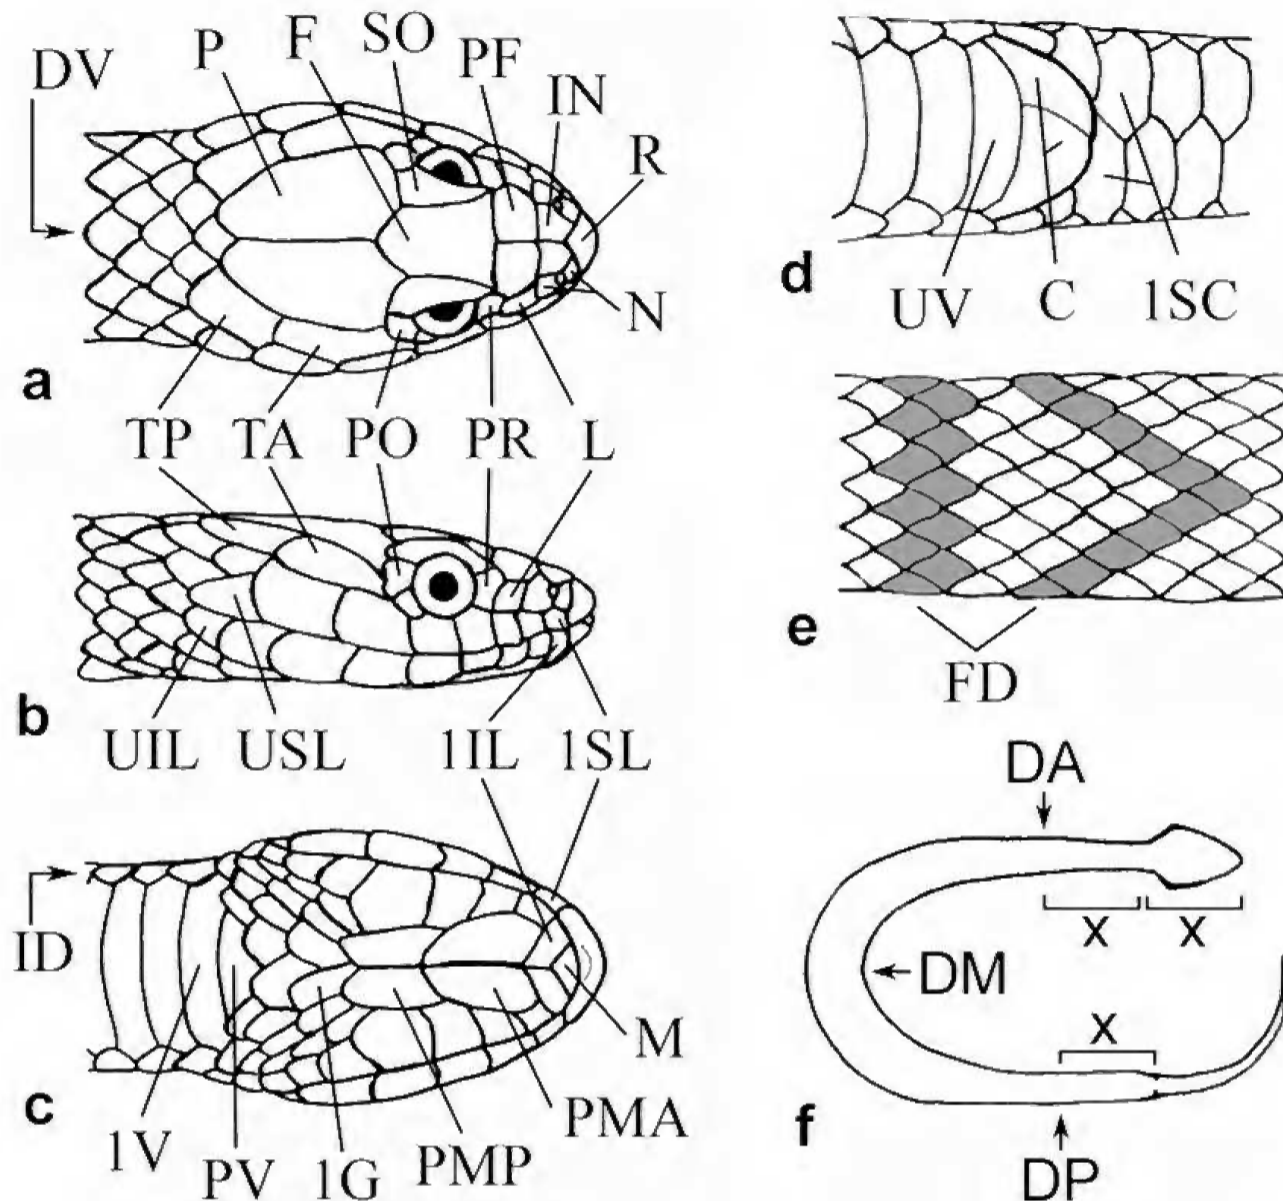 DV P F SO PF IN R
N
a
TP TA PO PR L
b
UIL USL 1IL 1SL
ID
M
c
1V PV 1G PMP PMA
d
UV C 1SC
e
FD
DA
X X
DM
X
f
DP